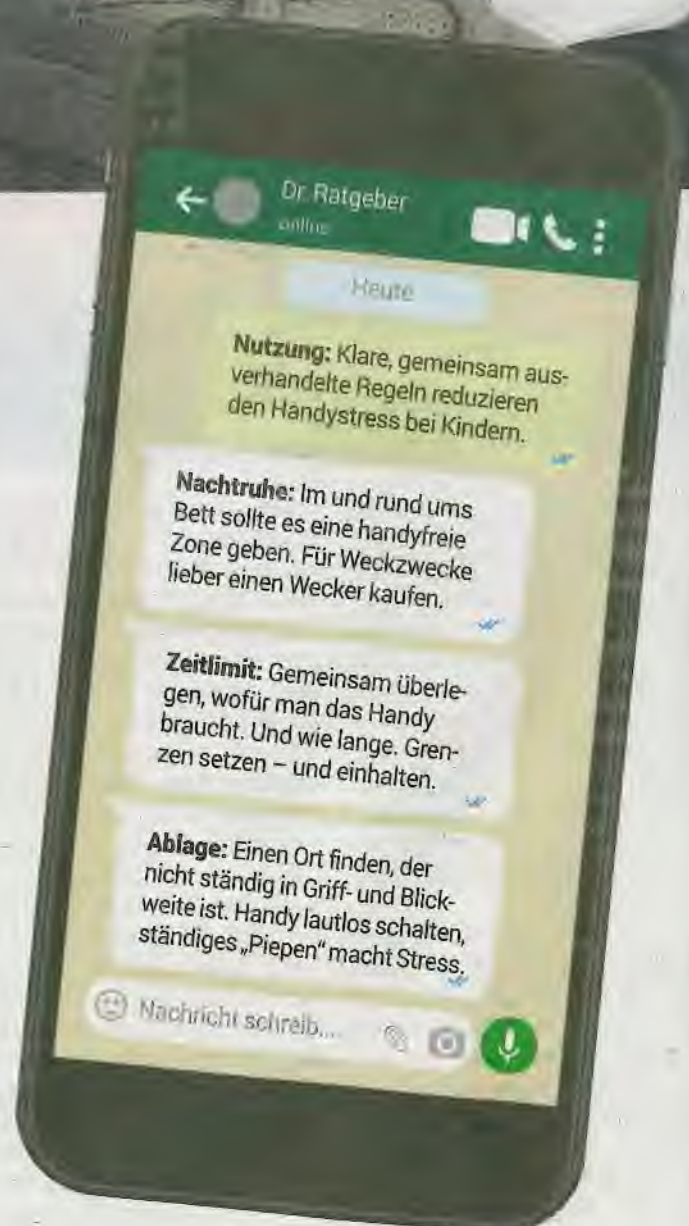 Dr. Ratgeber
online
Heute
Nutzung: Klare, gemeinsam aus-
verhandelte Regeln reduzieren
den Handystress bei Kindern.
Nachtruhe: Im und rund ums
Bett sollte es eine handyfreie
Zone geben. Für Weckzwecke
lieber einen Wecker kaufen.
Zeitlimit: Gemeinsam überle-
gen, wofür man das Handy
braucht. Und wie lange. Gren-
zen setzen – und einhalten.
Ablage: Einen Ort finden, der
nicht ständig in Griff- und Blick-
weite ist. Handy lautlos schalten,
ständiges „Piepen“ macht Stress.
Nachricht schreib....